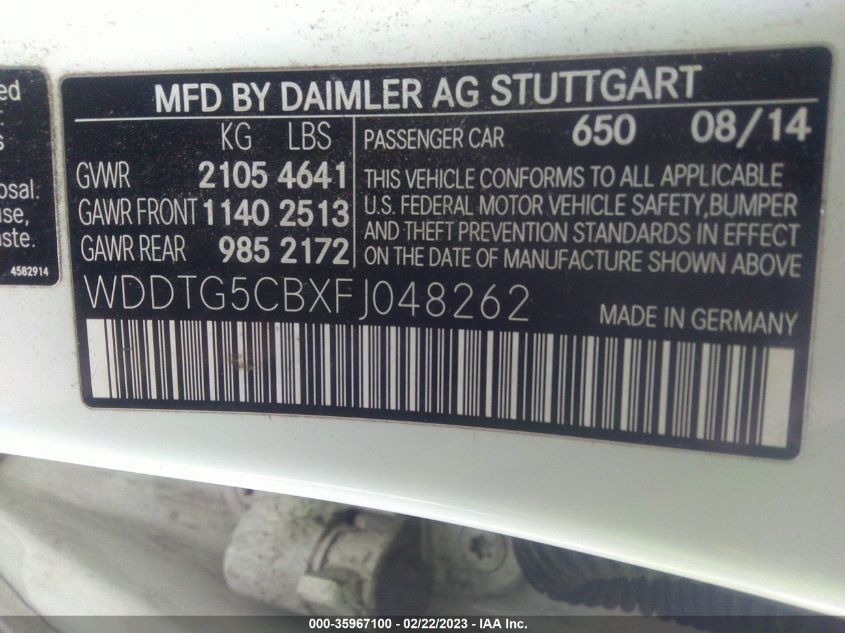 ed
s
osal.
use,
aste.
4582914
MFD BY DAIMLER AG STUTTGART
KG LBS
GVWR 2105 4641
GAWR FRONT 1140 2513
GAWR REAR 985 2172
PASSENGER CAR 650 08/14
THIS VEHICLE CONFORMS TO ALL APPLICABLE
U.S. FEDERAL MOTOR VEHICLE SAFETY, BUMPER
AND THEFT PREVENTION STANDARDS IN EFFECT
ON THE DATE OF MANUFACTURE SHOWN ABOVE.
WDDTG5CBXFJ048262 MADE IN GERMANY
000-35967100 - 02/22/2023 - IAA Inc.